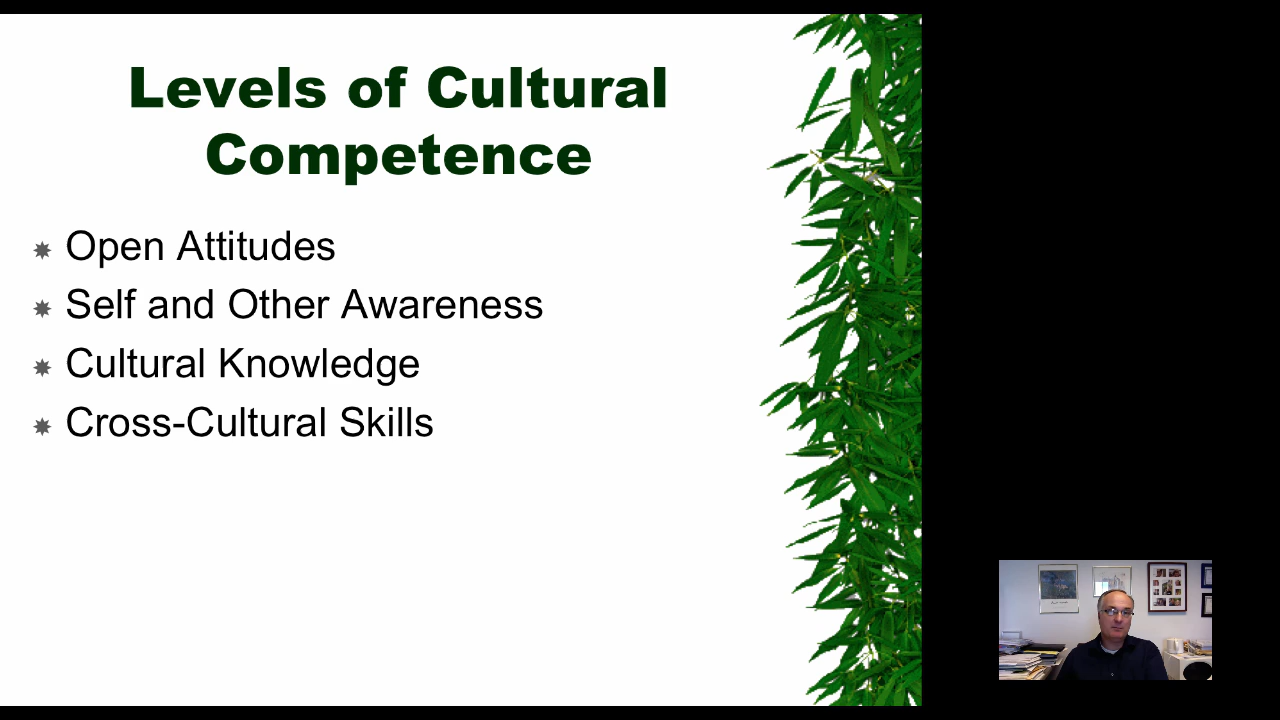 Levels of Cultural
Competence
Open Attitudes
Self and Other Awareness
Cultural Knowledge
Cross-Cultural Skills